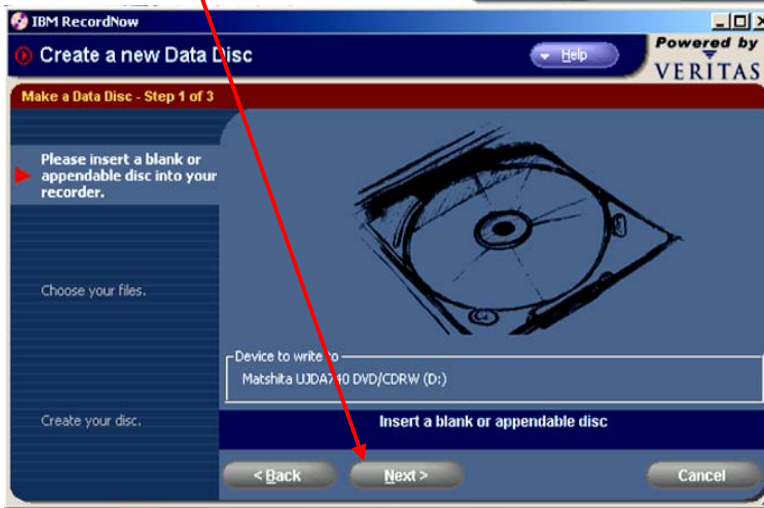 IBM RecordNow
Create a new Data Disc
Help
Powered by
VERITAS
Make a Data Disc - Step 1 of 3
Please insert a blank or
appendable disc into your
recorder.
Choose your files.
Device to write to
Matshita UJDA740 DVD/CDRW (D:)
Create your disc.
Insert a blank or appendable disc
< Back
Next >
Cancel